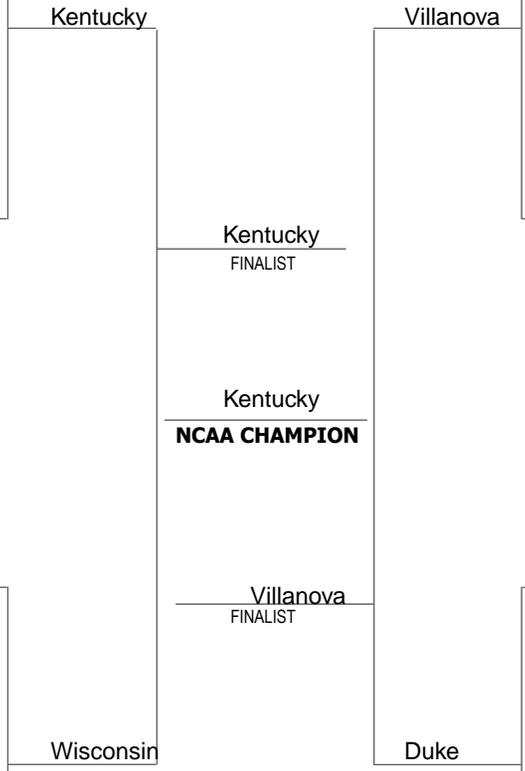 Kentucky
Villanova
Kentucky
FINALIST
Kentucky
NCAA CHAMPION
Villanova
FINALIST
Wisconsin
Duke